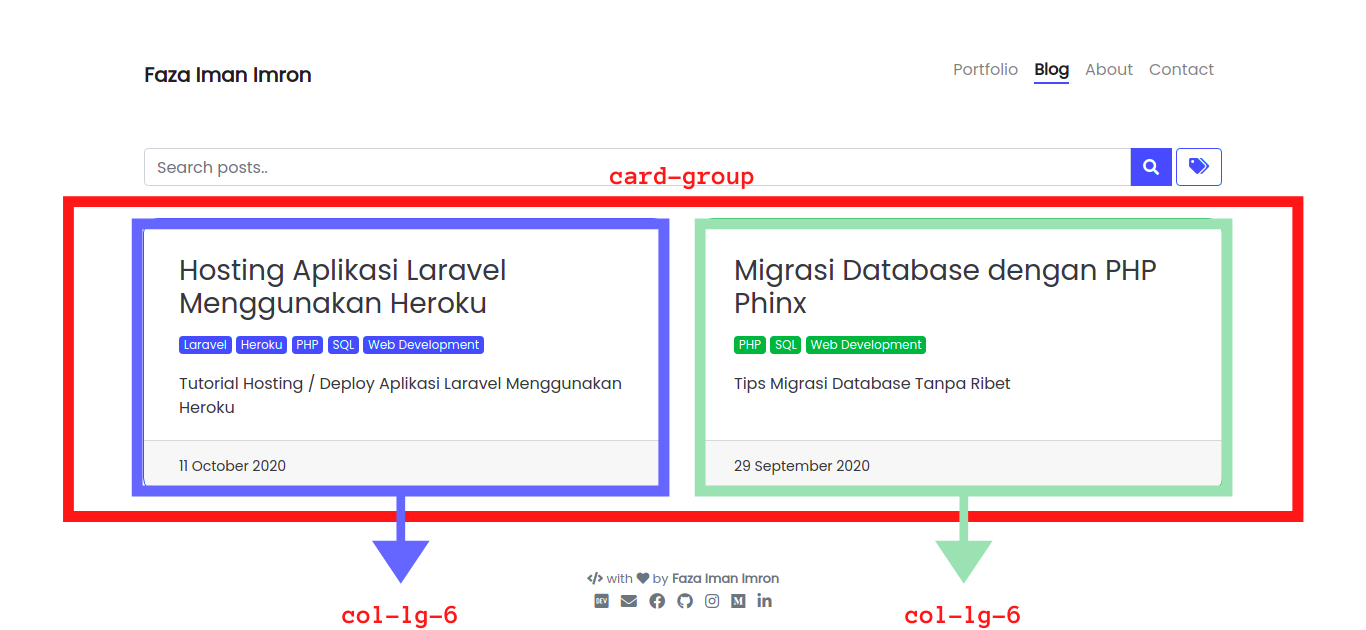 Faza Iman Imron
Portfolio Blog About Contact
Search posts..
card-group
Hosting Aplikasi Laravel
Menggunakan Heroku
Laravel Heroku PHP SQL Web Development
Tutorial Hosting / Deploy Aplikasi Laravel Menggunakan
Heroku
11 October 2020
Migrasi Database dengan PHP
Phinx
PHP SQL Web Development
Tips Migrasi Database Tanpa Ribet
29 September 2020
</> with by Faza Iman Imron
DEV
col-lg-6
col-lg-6